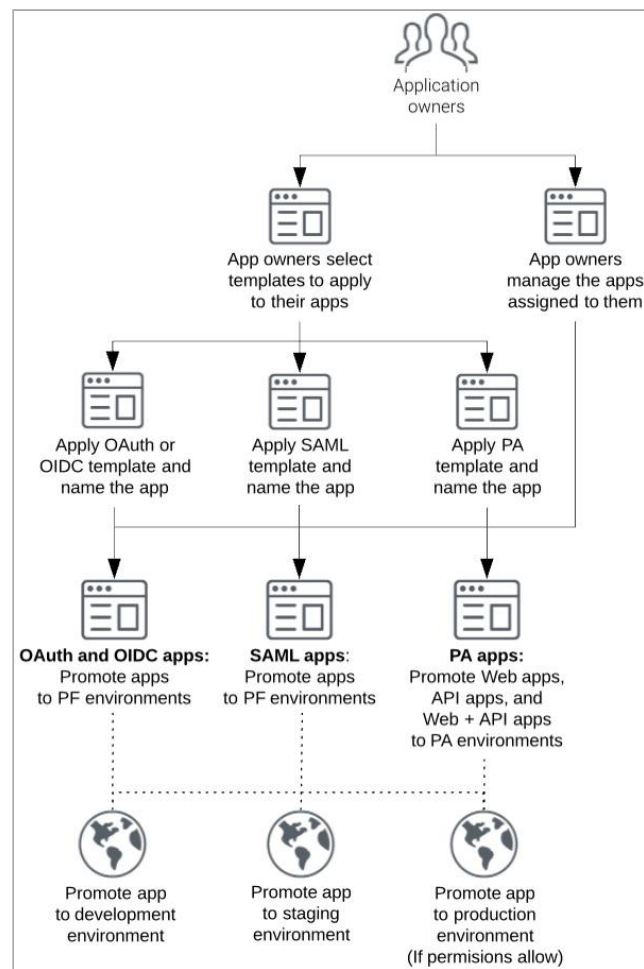 Application
owners
App owners select
templates to apply
to their apps
App owners
manage the apps
assigned to them
Apply OAuth or
OIDC template and
name the app
Apply SAML
template and
name the app
Apply PA
template and
name the app
OAuth and OIDC apps:
Promote apps
to PF environments
SAML apps:
Promote apps
to PF environments
PA apps:
Promote Web apps,
API apps, and
Web + API apps
to PA environments
Promote app
to development
environment
Promote app
to staging
environment
Promote app
to production
environment
(If permisions allow)